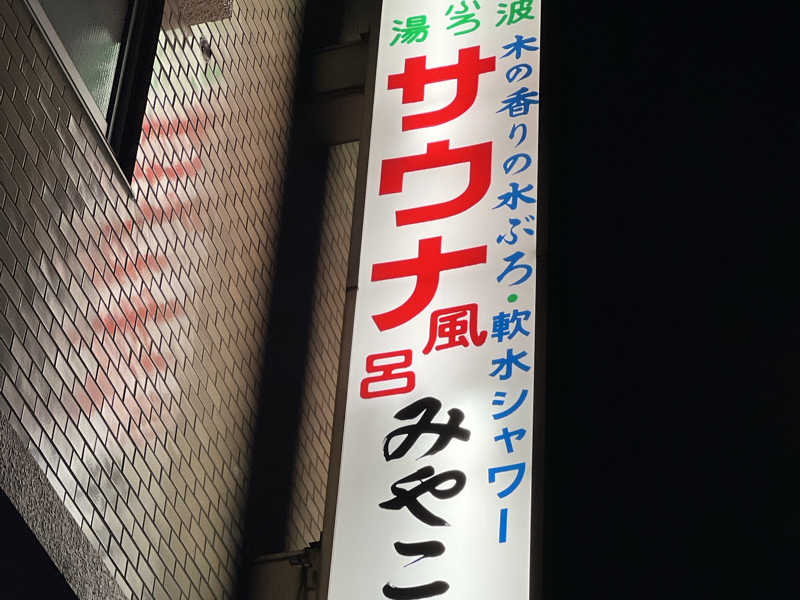 波
ぶろ
湯
木の香りの水ぶろ・軟水シャワー
サウナ風呂
みやこ